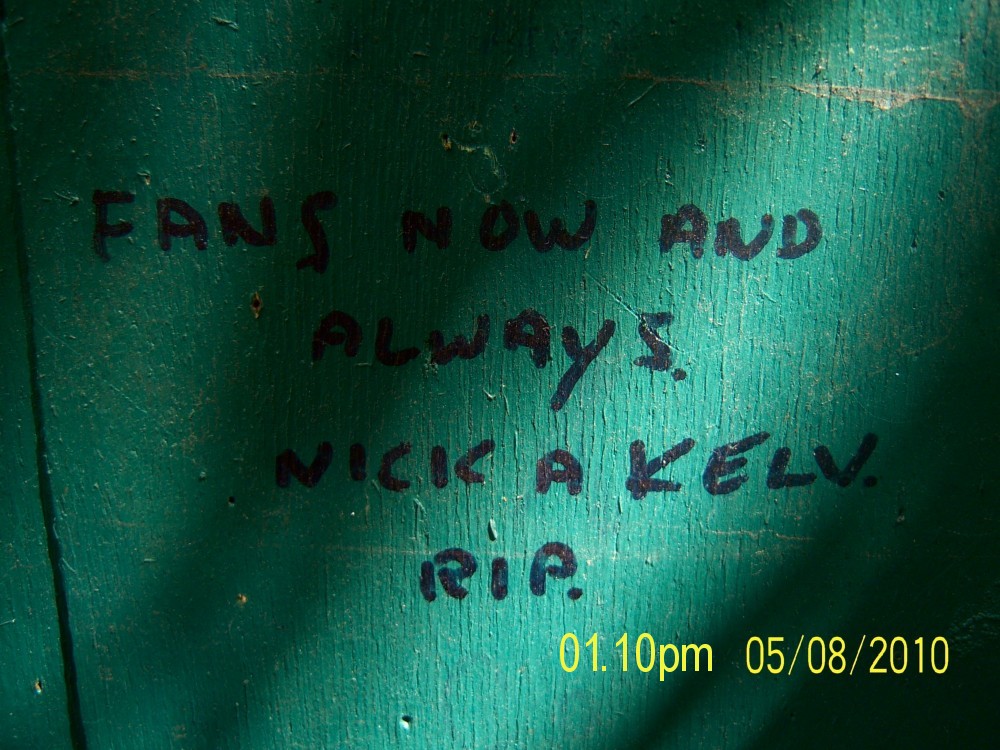 FANS NOW AND
ALWAYS.
NICK A KELV.
RIP.
01.10pm 05/08/2010